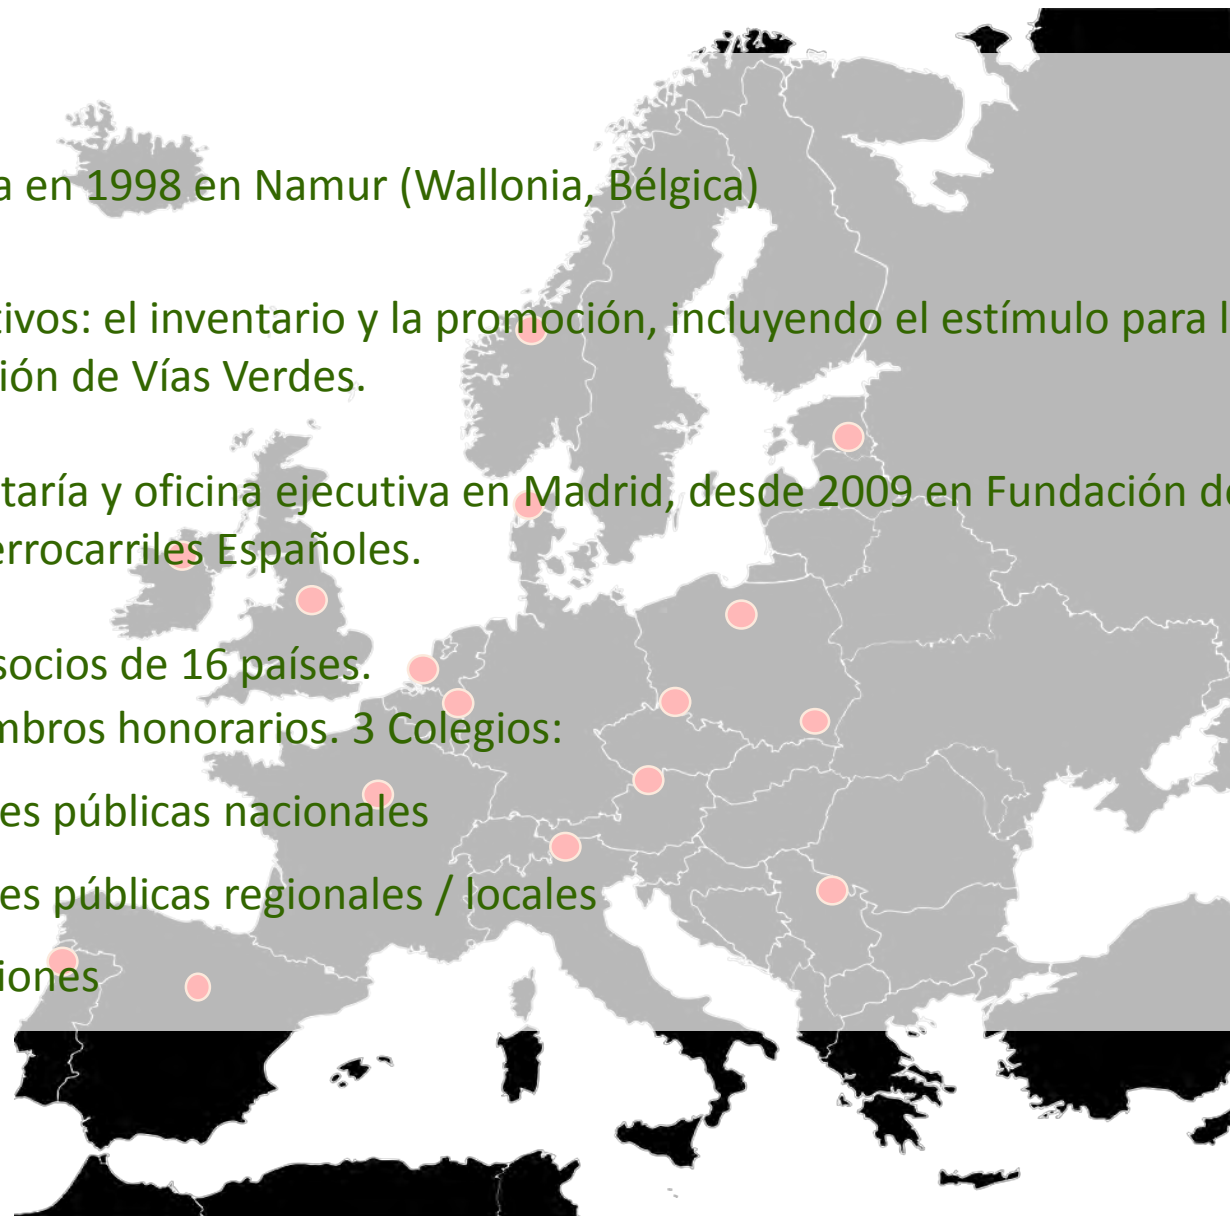 a en 1998 en Namur (Wallonia, Bélgica)
tivos: el inventario y la promoción, incluyendo el estímulo para l
ión de Vías Verdes.
taría y oficina ejecutiva en Madrid, desde 2009 en Fundación d
errocarriles Españoles.
socios de 16 países.
mbros honorarios. 3 Colegios:
es públicas nacionales
es públicas regionales / locales
iones